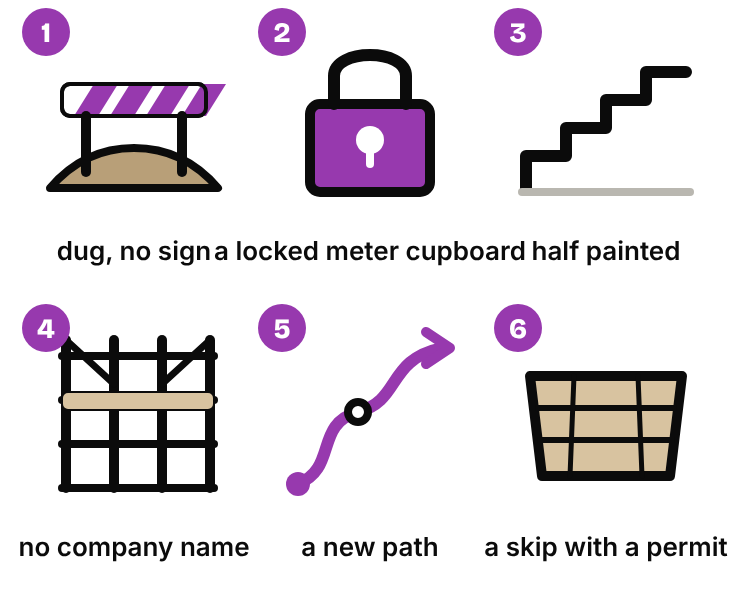 1
2
3
dug, no sign
a locked meter cupboard
half painted
4
5
6
no company name
a new path
a skip with a permit